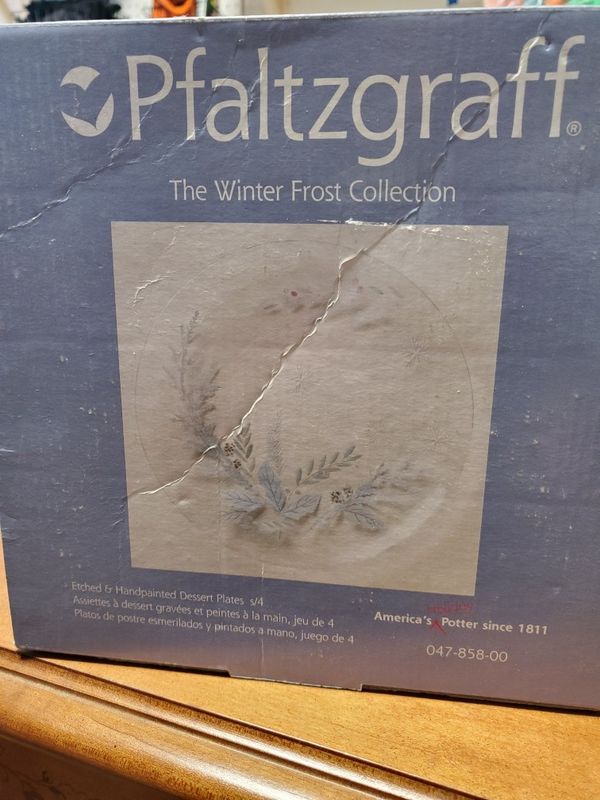 Pfaltzgraff®
The Winter Frost Collection
Etched & Handpainted Dessert Plates s/4
Assiettes à dessert gravées et peintes à la main, jeu de 4
Platos de postre esmerilados y pintados a mano, juego de 4
Holiday
America's Potter since 1811
047-858-00